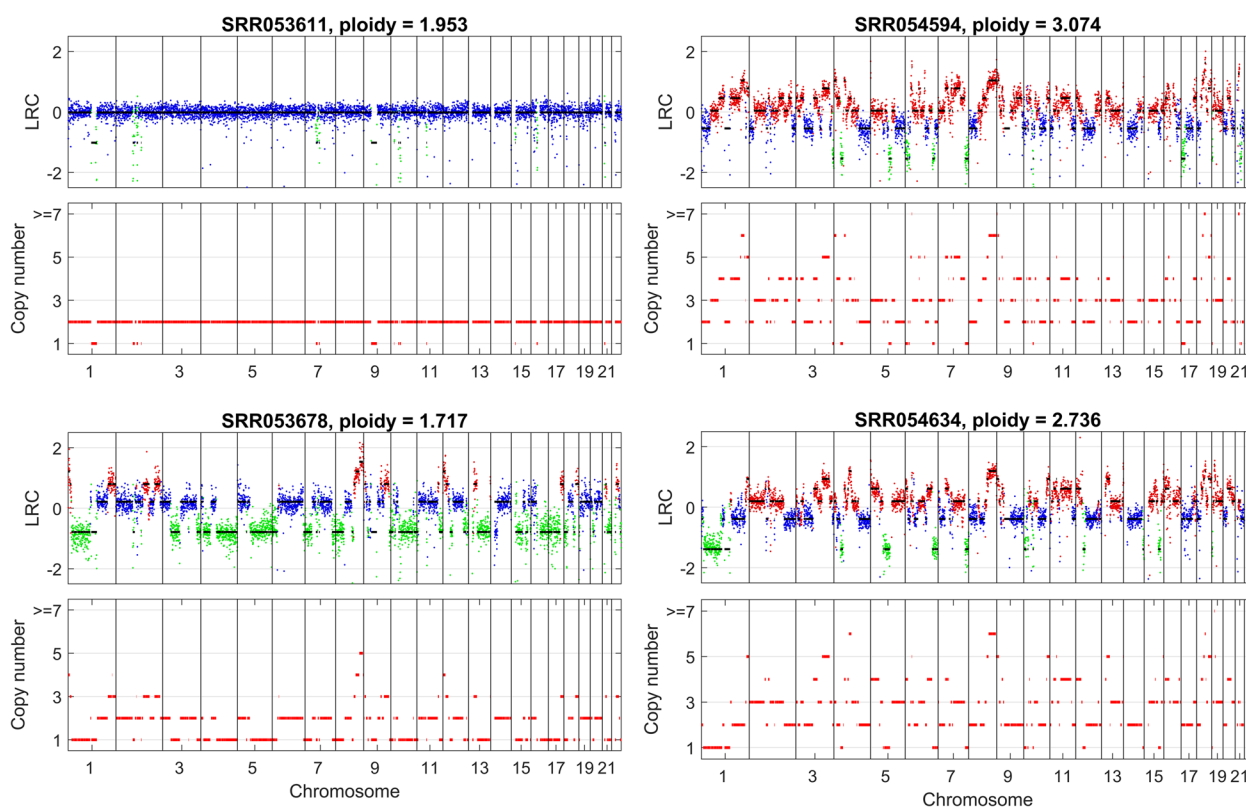 SRR053611, ploidy = 1.953
LRC
2
0
-2
Copy number
>=7
5
3
1
1 3 5 7 9 11 13 15 17 19 21
SRR054594, ploidy = 3.074
LRC
2
0
-2
Copy number
>=7
5
3
1
1 3 5 7 9 11 13 15 17 19 21
SRR053678, ploidy = 1.717
LRC
2
0
-2
Copy number
>=7
5
3
1
1 3 5 7 9 11 13 15 17 19 21
Chromosome
SRR054634, ploidy = 2.736
LRC
2
0
-2
Copy number
>=7
5
3
1
1 3 5 7 9 11 13 15 17 19 21
Chromosome